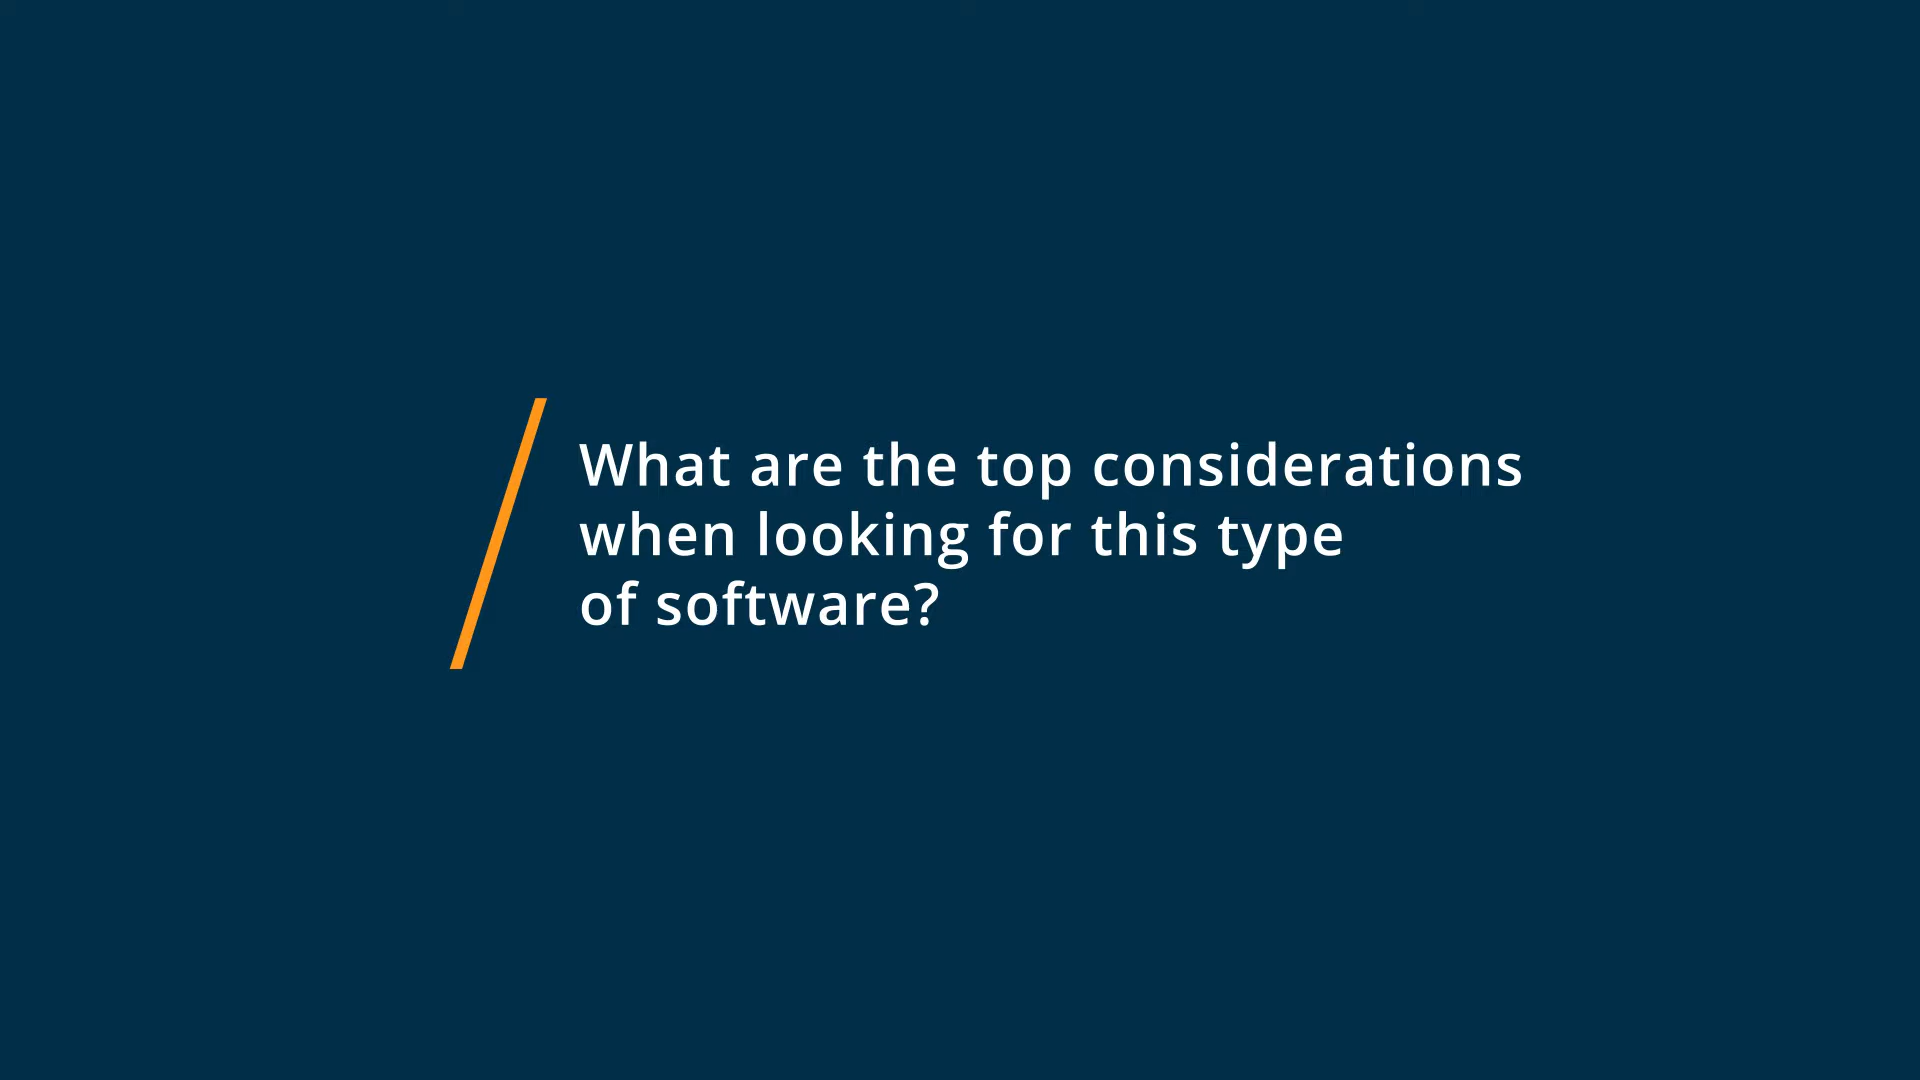 What are the top considerations
when looking for this type
of software?